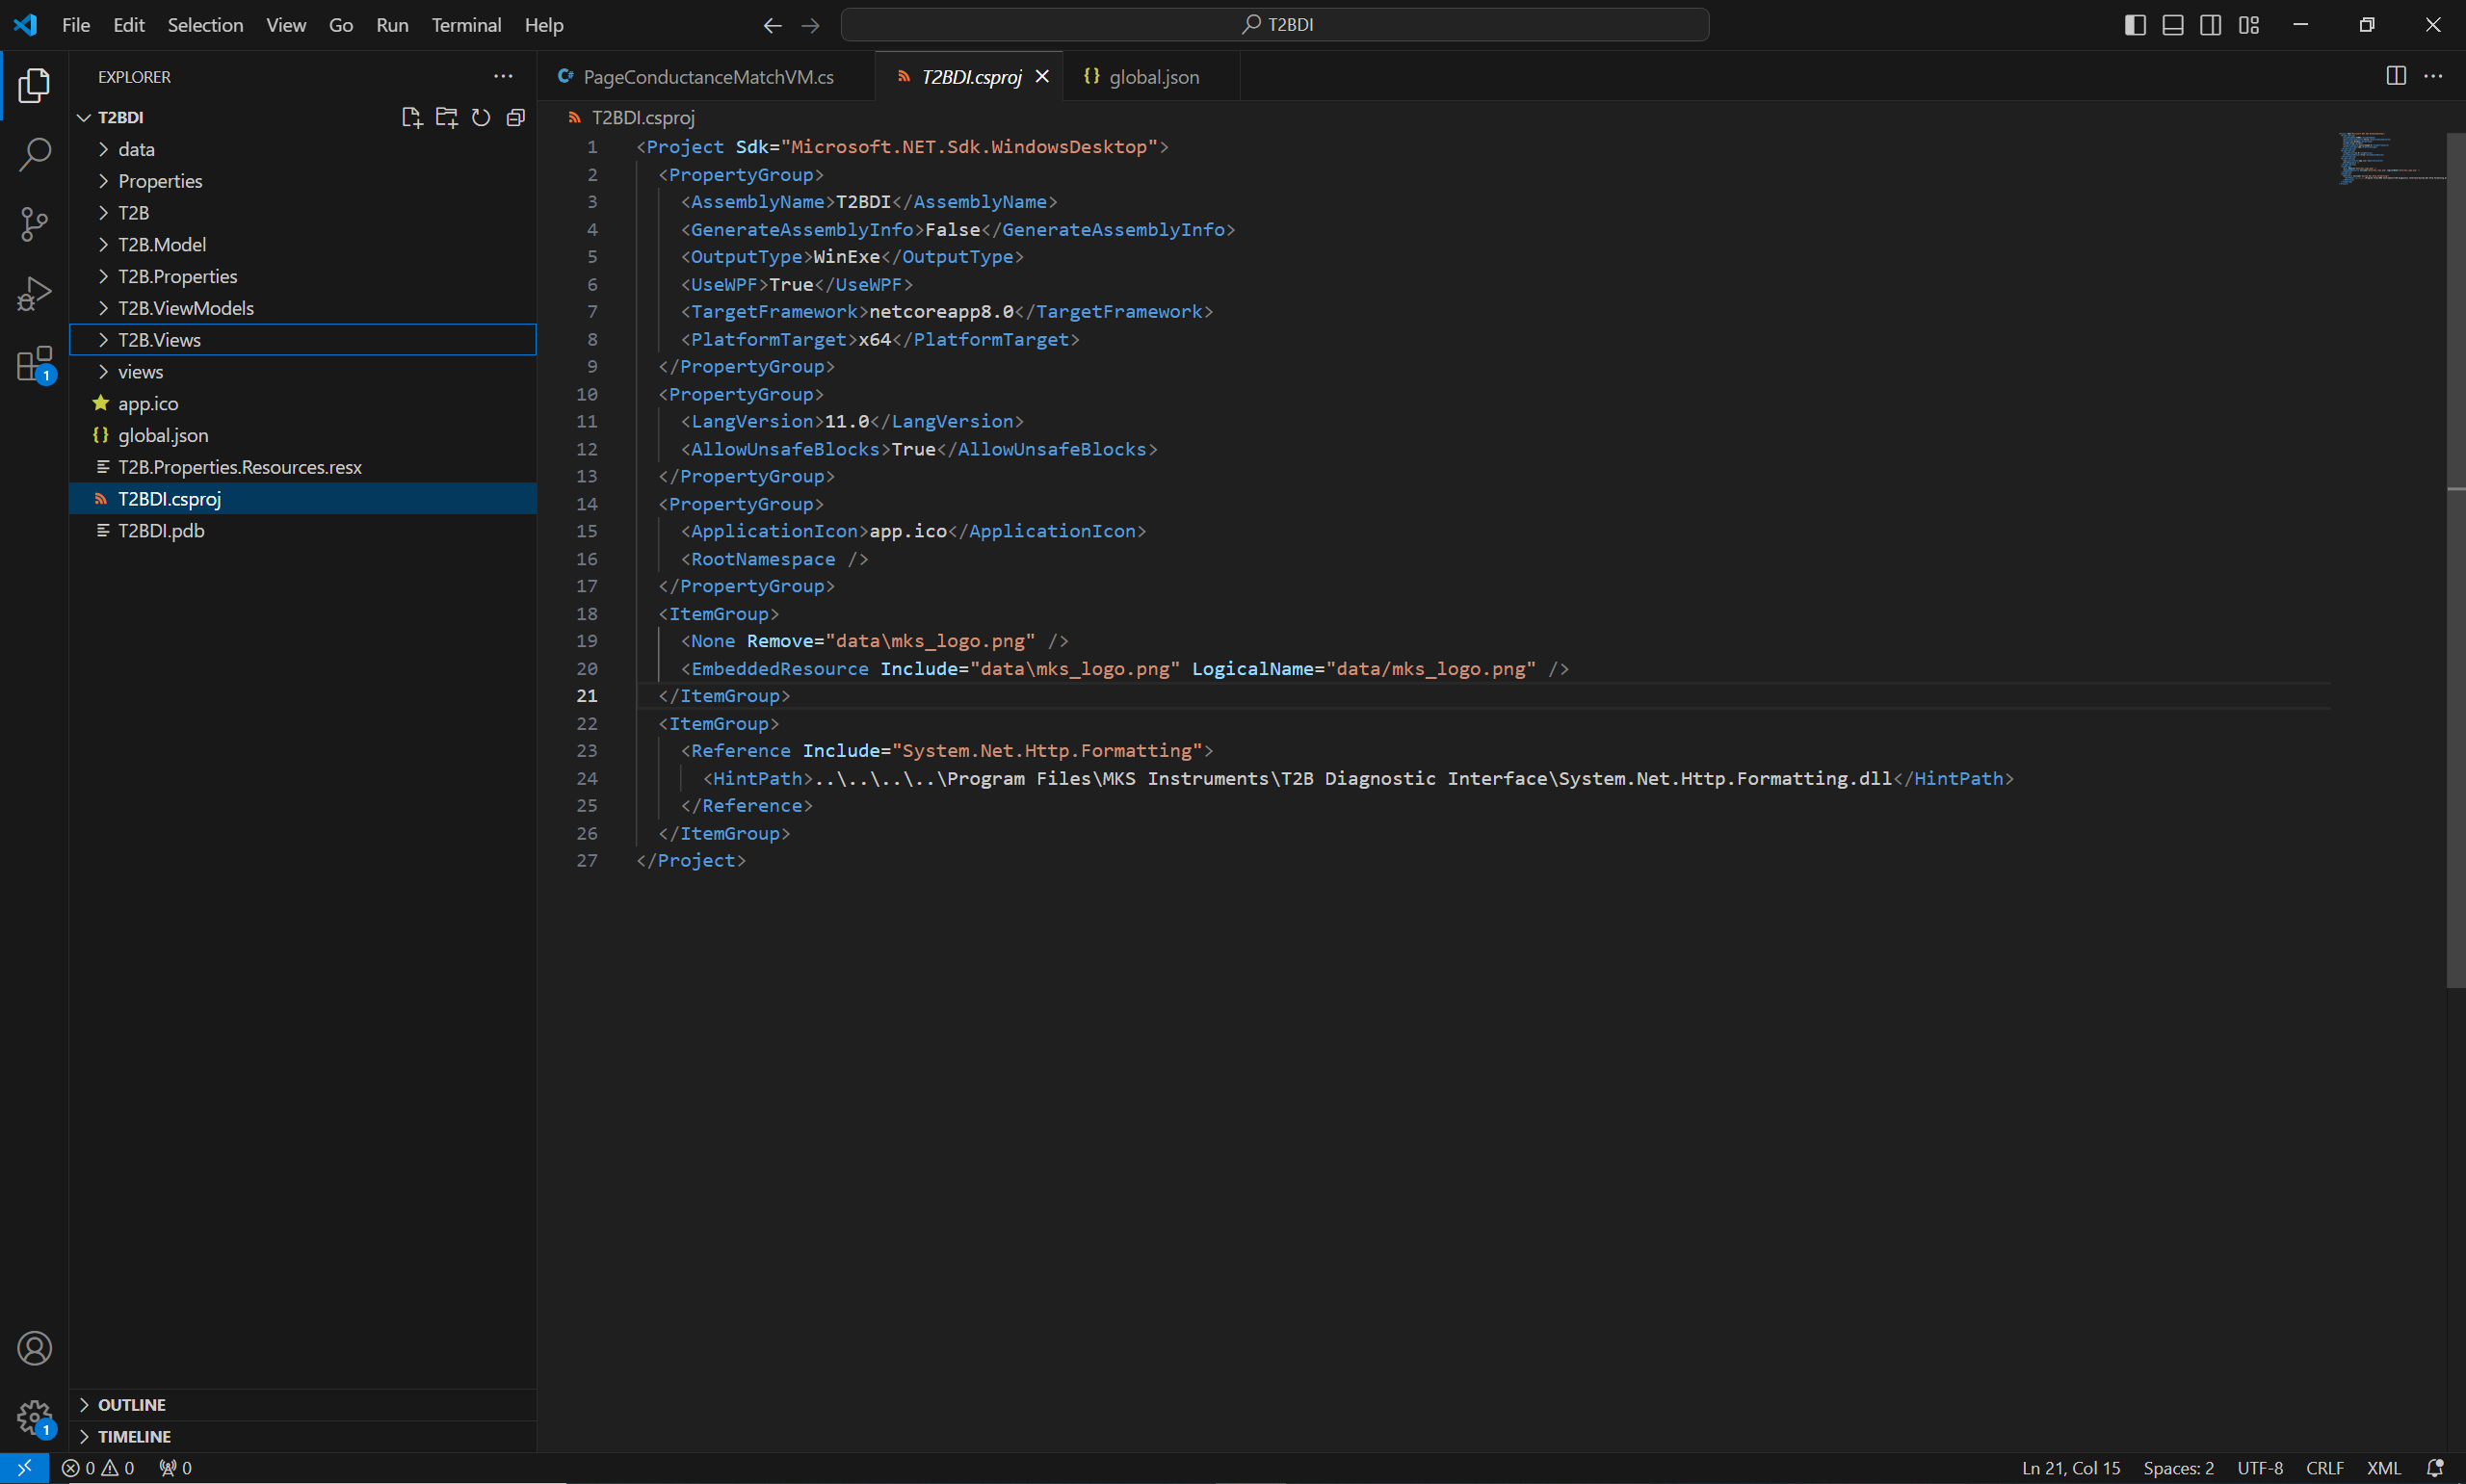 File Edit Selection View Go Run Terminal Help
T2BDI
EXPLORER
T2BDI
data
Properties
T2B
T2B.Model
T2B.Properties
T2B.ViewModels
T2B.Views
views
app.ico
global.json
T2B.Properties.Resources.resx
T2BDI.csproj
T2BDI.pdb
OUTLINE
TIMELINE
1
1
PageConductanceMatchVM.cs T2BDI.csproj global.json
T2BDI.csproj
1 <Project Sdk="Microsoft.NET.Sdk.WindowsDesktop">
2 <PropertyGroup>
3 <AssemblyName>T2BDI</AssemblyName>
4 <GenerateAssemblyInfo>False</GenerateAssemblyInfo>
5 <OutputType>WinExe</OutputType>
6 <UseWPF>True</UseWPF>
7 <TargetFramework>netcoreapp8.0</TargetFramework>
8 <PlatformTarget>x64</PlatformTarget>
9 </PropertyGroup>
10 <PropertyGroup>
11 <LangVersion>11.0</LangVersion>
12 <AllowUnsafeBlocks>True</AllowUnsafeBlocks>
13 </PropertyGroup>
14 <PropertyGroup>
15 <ApplicationIcon>app.ico</ApplicationIcon>
16 <RootNamespace />
17 </PropertyGroup>
18 <ItemGroup>
19 <None Remove="data\mks_logo.png" />
20 <EmbeddedResource Include="data\mks_logo.png" LogicalName="data/mks_logo.png" />
21 </ItemGroup>
22 <ItemGroup>
23 <Reference Include="System.Net.Http.Formatting">
24 <HintPath>..\..\..\..\Program Files\MKS Instruments\T2B Diagnostic Interface\System.Net.Http.Formatting.dll</HintPath>
25 </Reference>
26 </ItemGroup>
27 </Project>
0 0 0 Ln 21, Col 15 Spaces: 2 UTF-8 CRLF XML